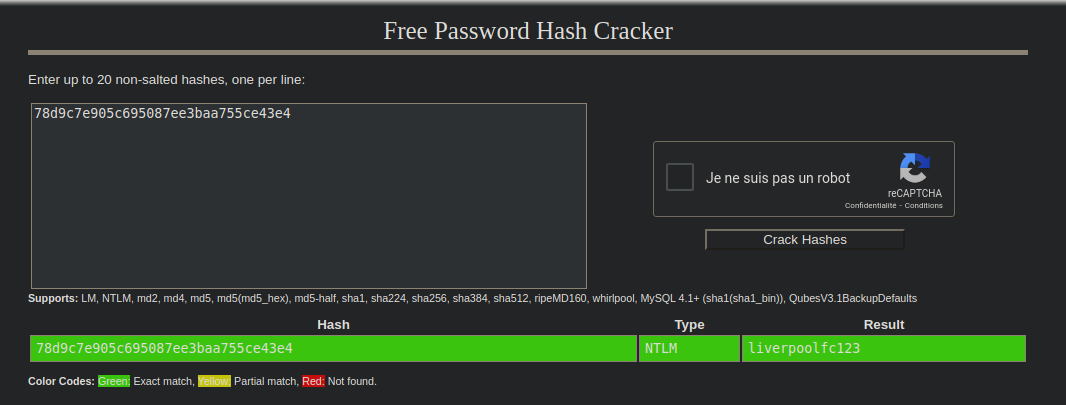 Free Password Hash Cracker
Enter up to 20 non-salted hashes, one per line:
78d9c7e905c695087ee3baa755ce43e4
Je ne suis pas un robot
reCAPTCHA
Confidentialité - Conditions
Crack Hashes
Supports: LM, NTLM, md2, md4, md5, md5(md5_hex), md5-half, sha1, sha224, sha256, sha384, sha512, ripeMD160, whirlpool, MySQL 4.1+ (sha1(sha1_bin)), QubesV3.1BackupDefaults
Hash Type Result
78d9c7e905c695087ee3baa755ce43e4 NTLM liverpoolfc123
Color Codes: Green: Exact match, Yellow: Partial match, Red: Not found.